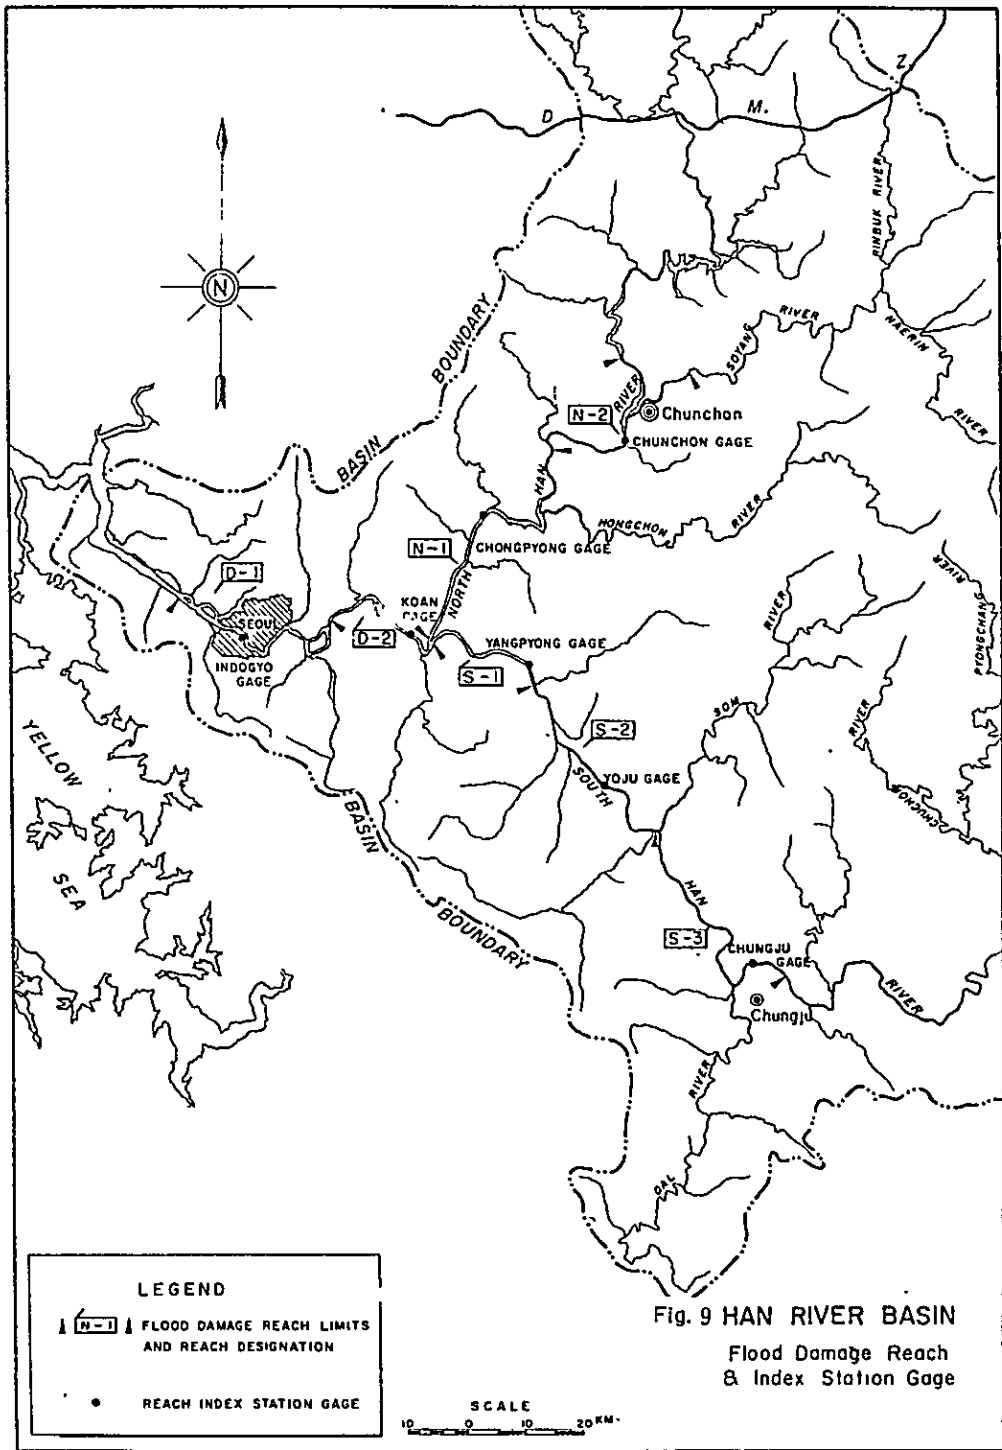 D M. Z.
RINBUK RIVER
NAERIN
RIVER
SOYANG
RIVER
BOUNDARY
BASIN
N
RIVER
N-2
Chunchon
CHUNCHON GAGE
HAN
HONGCHON
RIVER
CHONGPYONG GAGE
N-1
NORTH
D-1
SEOUL
INDOGYO
GAGE
KOAN
GAGE
D-2
YANGPYONG GAGE
S-1
RIVER
SOM
S-2
SOUTH
YOJU GAGE
RIVER
PYONGCHANG
RIVER
YELLOW
SEA
BASIN
BOUNDARY
HAN
S-3
CHUNGJU
GAGE
Chungju
RIVER
RIVER
DAL
LEGEND
N-1 FLOOD DAMAGE REACH LIMITS
AND REACH DESIGNATION
REACH INDEX STATION GAGE
SCALE
10 0 10 20 KM.
Fig. 9 HAN RIVER BASIN
Flood Damage Reach
& Index Station Gage